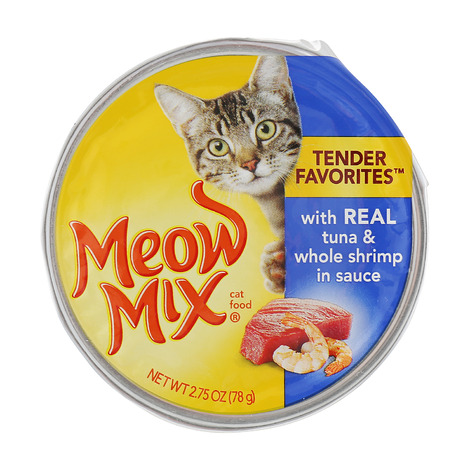 Meow
Mix
cat
food
®
NET WT 2.75 OZ (78 g)
TENDER
FAVORITES™
with REAL
tuna &
whole shrimp
in sauce